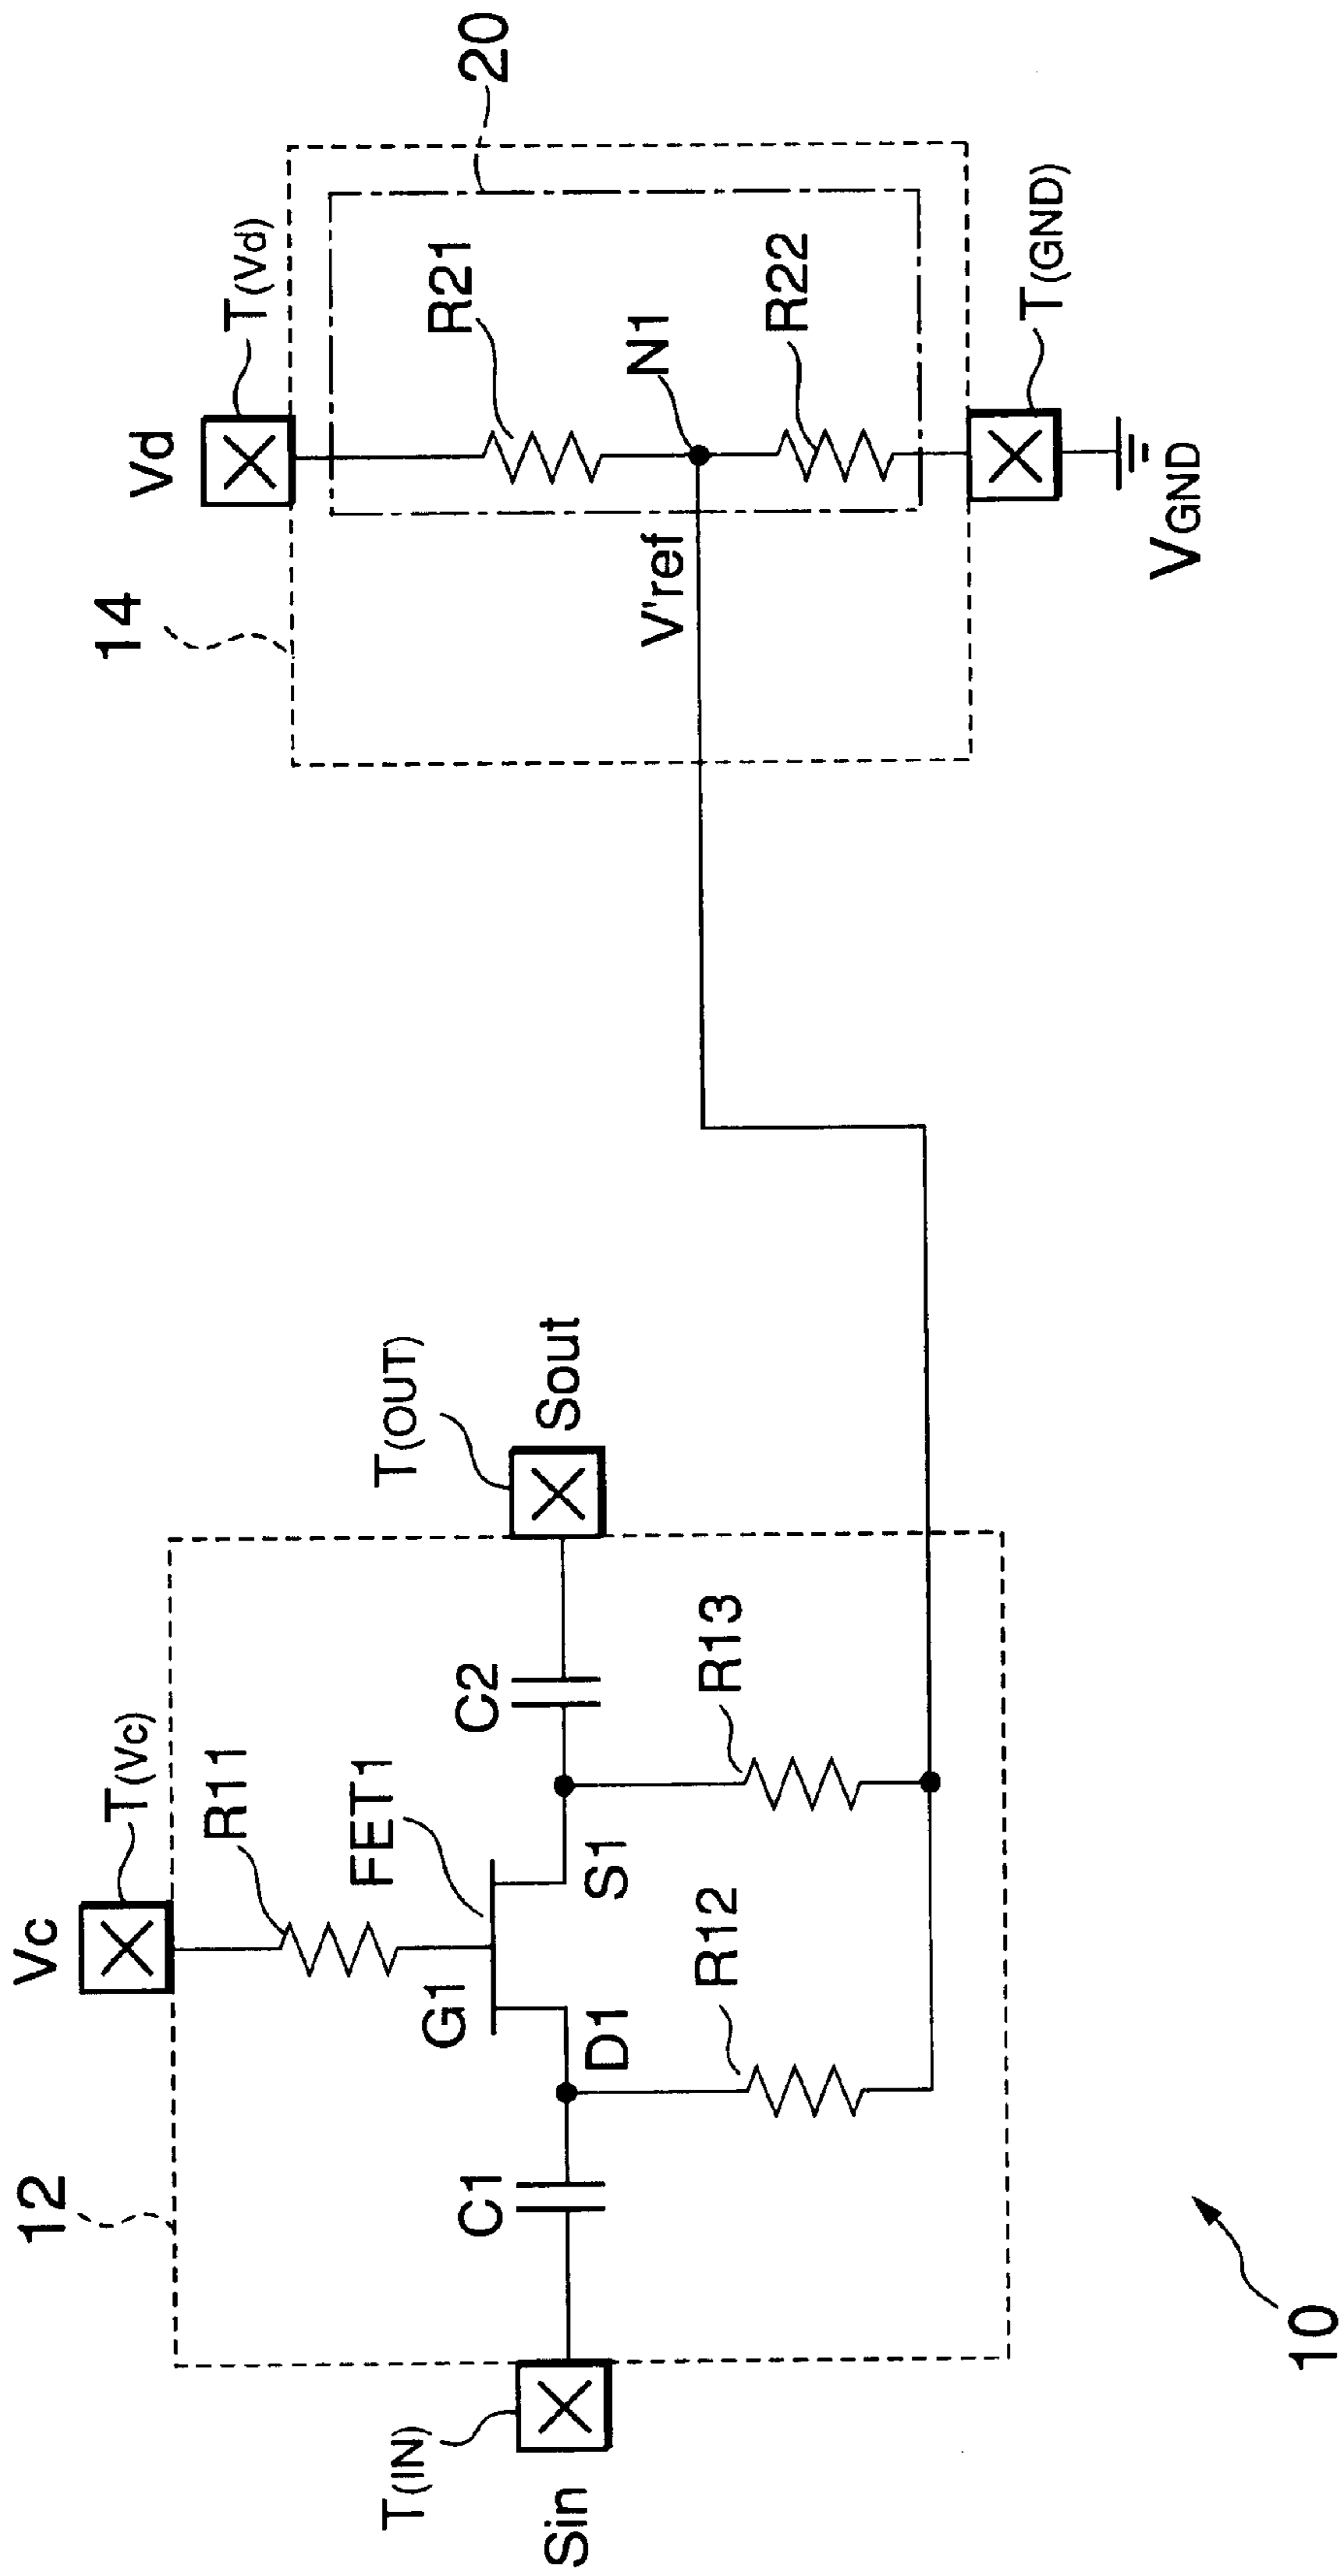 10
12
Vc
T(Vc)
R11
FET1
G1
D1
S1
C1
C2
R12
R13
T(IN)
Sin
T(OUT)
Sout
14
Vd
T(Vd)
20
R21
N1
V'ref
R22
T(GND)
VGND